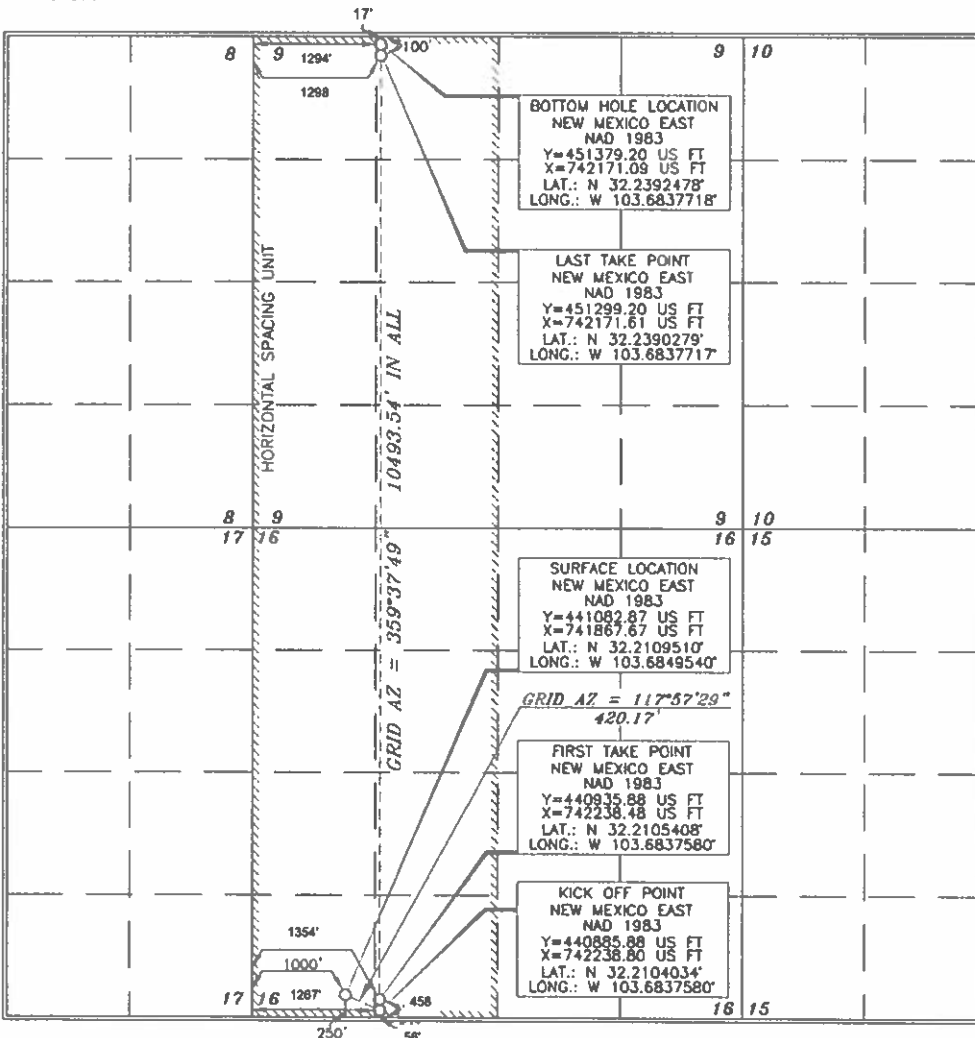 17'
8 9 1294' 100' 9 10
1298
BOTTOM HOLE LOCATION
NEW MEXICO EAST
NAD 1983
Y=451379.20 US FT
X=742171.09 US FT
LAT.: N 32.2392478°
LONG.: W 103.6837718°
LAST TAKE POINT
NEW MEXICO EAST
NAD 1983
Y=451299.20 US FT
X=742171.61 US FT
LAT.: N 32.2390279°
LONG.: W 103.6837717°
HORIZONTAL SPACING UNIT
GRID AZ = 359°37'49" 10493.54' IN ALL
8 9 9 10
17 16 16 15
SURFACE LOCATION
NEW MEXICO EAST
NAD 1983
Y=441082.87 US FT
X=741867.67 US FT
LAT.: N 32.2109510°
LONG.: W 103.6849540°
GRID AZ = 117°57'29"
420.17'
FIRST TAKE POINT
NEW MEXICO EAST
NAD 1983
Y=440935.88 US FT
X=742238.48 US FT
LAT.: N 32.2105408°
LONG.: W 103.6837580°
KICK OFF POINT
NEW MEXICO EAST
NAD 1983
Y=440885.88 US FT
X=742238.80 US FT
LAT.: N 32.2104034°
LONG.: W 103.6837580°
1354'
1000'
17 16 1287' 458 16 15
250'